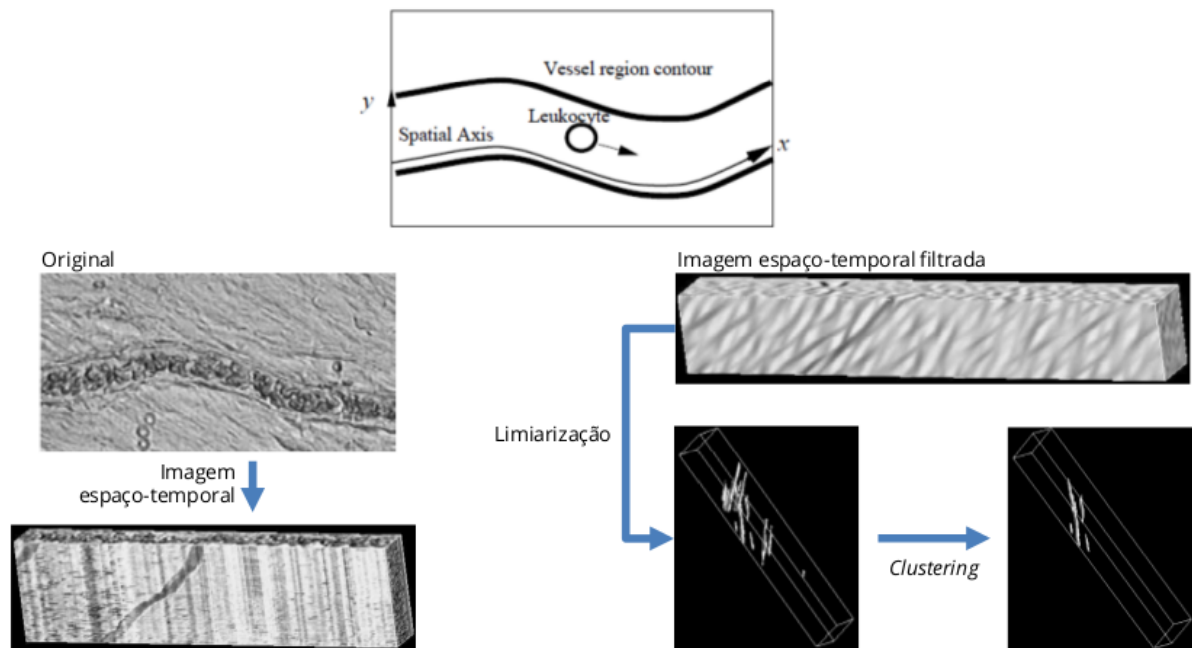 Vessel region contour
y
Leukocyte
Spatial Axis
x
Original
Imagem espaço-temporal filtrada
Limiarização
Imagem
espaço-temporal
Clustering